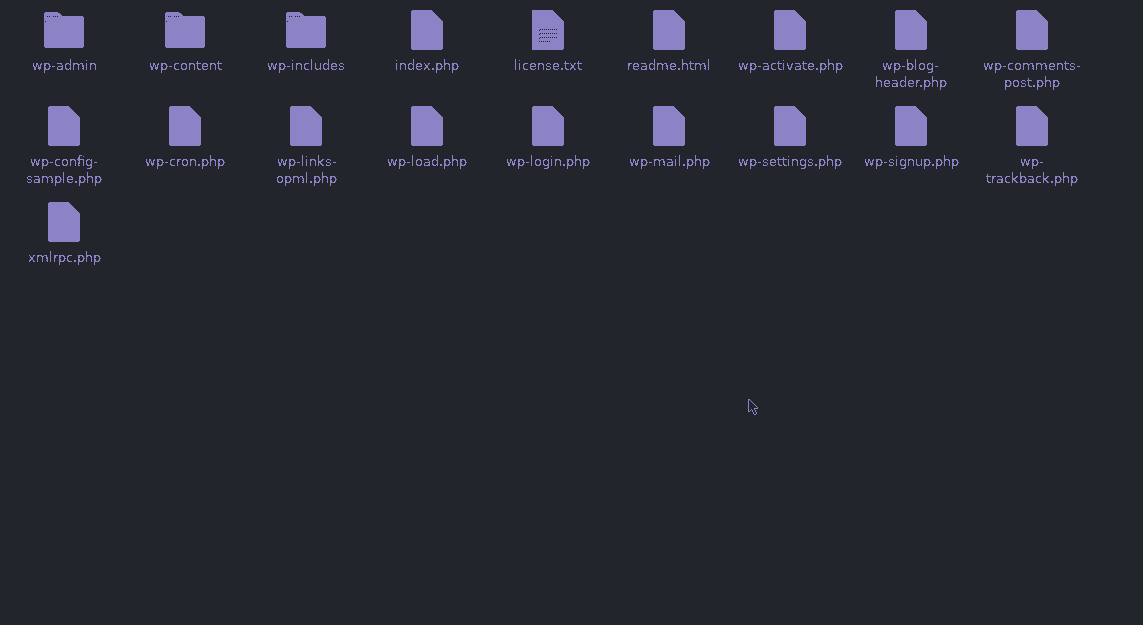 wp-admin
wp-content
wp-includes
index.php
license.txt
readme.html
wp-activate.php
wp-blog-
header.php
wp-comments-
post.php
wp-config-
sample.php
wp-cron.php
wp-links-
opml.php
wp-load.php
wp-login.php
wp-mail.php
wp-settings.php
wp-signup.php
wp-
trackback.php
xmlrpc.php